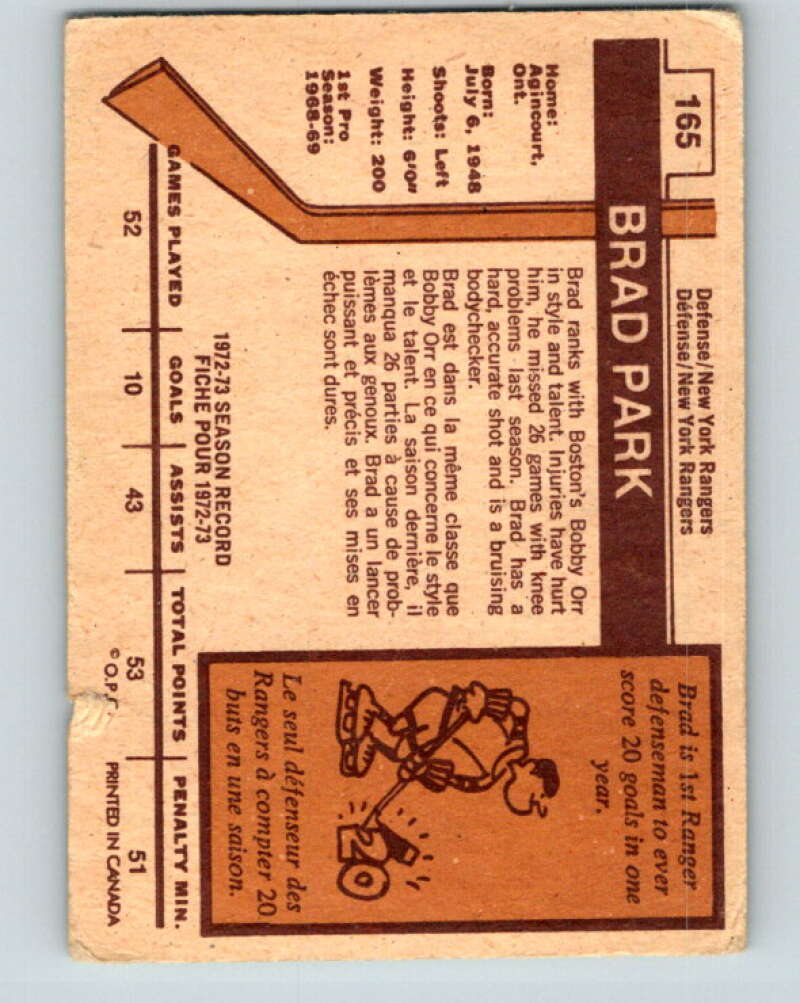 165
Defense/New York Rangers
Défense/New York Rangers
BRAD PARK
Home:
Agincourt,
Ont.
Born:
July 6, 1948
Shoots: Left
Height: 6'0"
Weight: 200
1st Pro
Season:
1968-69
Brad ranks with Boston's Bobby Orr
in style and talent. Injuries have hurt
him, he missed 26 games with knee
problems last season. Brad has a
hard, accurate shot and is a bruising
bodychecker.
Brad est dans la même classe que
Bobby Orr en ce qui concerne le style
et le talent. La saison dernière, il
manqua 26 parties à cause de prob-
lèmes aux genoux. Brad a un lancer
puissant et précis et ses mises en
échec sont dures.
Brad is 1st Ranger
defenseman to ever
score 20 goals in one
year.
20
Le seul défenseur des
Rangers à compter 20
buts en une saison.
1972-73 SEASON RECORD
FICHE POUR 1972-73
GAMES PLAYED GOALS ASSISTS TOTAL POINTS PENALTY MIN.
52 10 43 53 51
© O.P. PRINTED IN CANADA